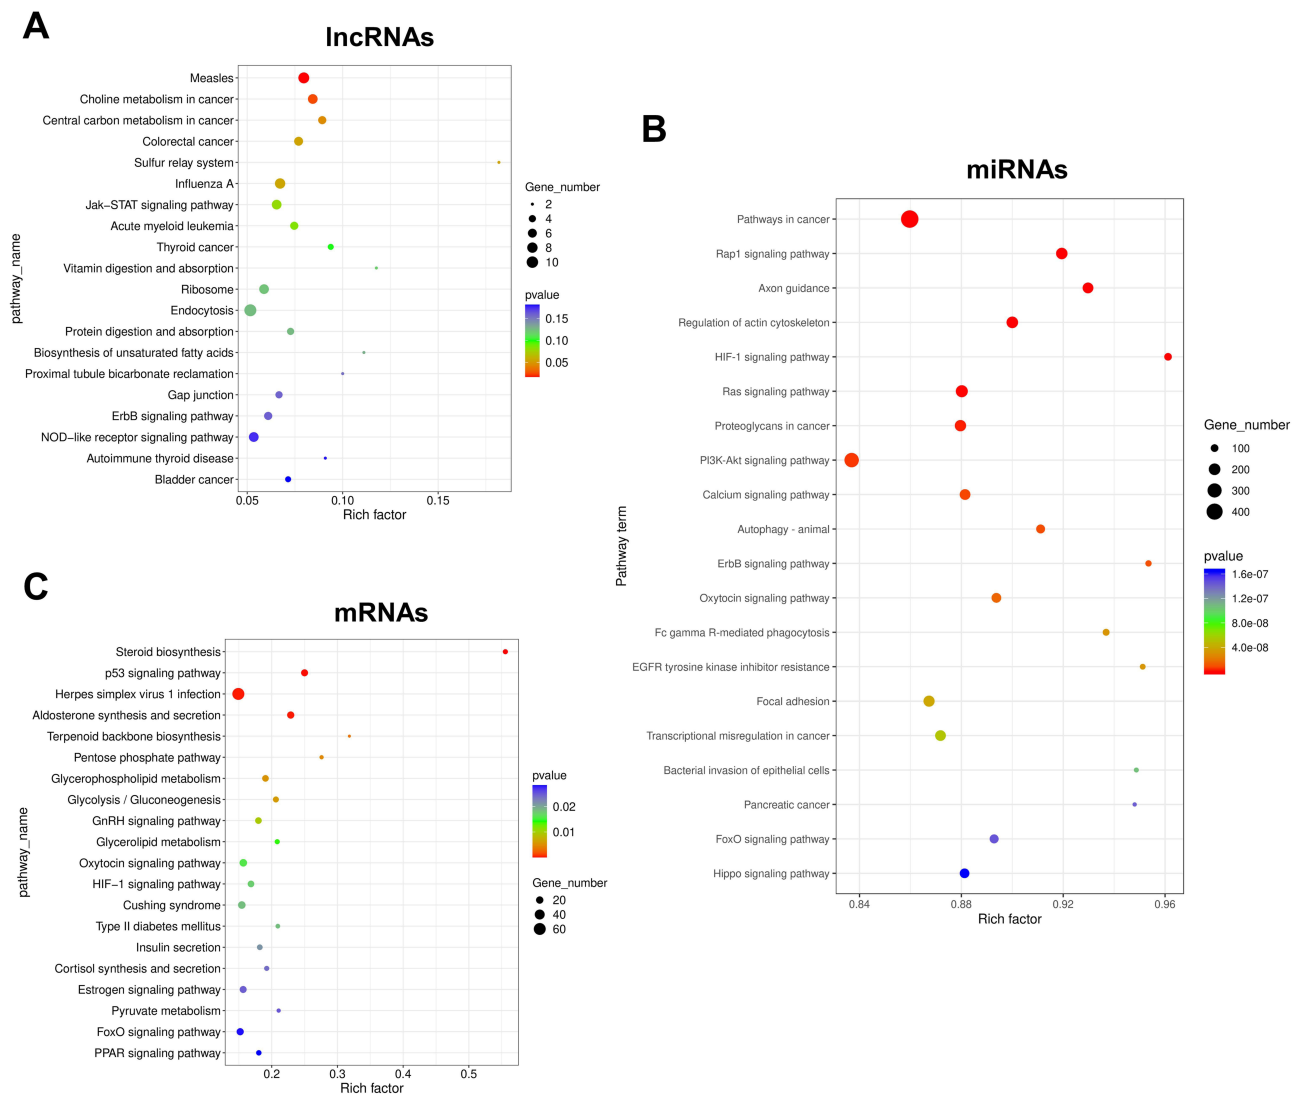 A
lncRNAs
pathway_name
Measles
Choline metabolism in cancer
Central carbon metabolism in cancer
Colorectal cancer
Sulfur relay system
Influenza A
Jak−STAT signaling pathway
Acute myeloid leukemia
Thyroid cancer
Vitamin digestion and absorption
Ribosome
Endocytosis
Protein digestion and absorption
Biosynthesis of unsaturated fatty acids
Proximal tubule bicarbonate reclamation
Gap junction
ErbB signaling pathway
NOD−like receptor signaling pathway
Autoimmune thyroid disease
Bladder cancer
0.05 0.10 0.15
Rich factor
Gene_number
2
4
6
8
10
pvalue
0.15
0.10
0.05
B
miRNAs
Pathway term
Pathways in cancer
Rap1 signaling pathway
Axon guidance
Regulation of actin cytoskeleton
HIF-1 signaling pathway
Ras signaling pathway
Proteoglycans in cancer
PI3K-Akt signaling pathway
Calcium signaling pathway
Autophagy - animal
ErbB signaling pathway
Oxytocin signaling pathway
Fc gamma R-mediated phagocytosis
EGFR tyrosine kinase inhibitor resistance
Focal adhesion
Transcriptional misregulation in cancer
Bacterial invasion of epithelial cells
Pancreatic cancer
FoxO signaling pathway
Hippo signaling pathway
0.84 0.88 0.92 0.96
Rich factor
Gene_number
100
200
300
400
pvalue
1.6e-07
1.2e-07
8.0e-08
4.0e-08
C
mRNAs
pathway_name
Steroid biosynthesis
p53 signaling pathway
Herpes simplex virus 1 infection
Aldosterone synthesis and secretion
Terpenoid backbone biosynthesis
Pentose phosphate pathway
Glycerophospholipid metabolism
Glycolysis / Gluconeogenesis
GnRH signaling pathway
Glycerolipid metabolism
Oxytocin signaling pathway
HIF−1 signaling pathway
Cushing syndrome
Type II diabetes mellitus
Insulin secretion
Cortisol synthesis and secretion
Estrogen signaling pathway
Pyruvate metabolism
FoxO signaling pathway
PPAR signaling pathway
0.2 0.3 0.4 0.5
Rich factor
pvalue
0.02
0.01
Gene_number
20
40
60